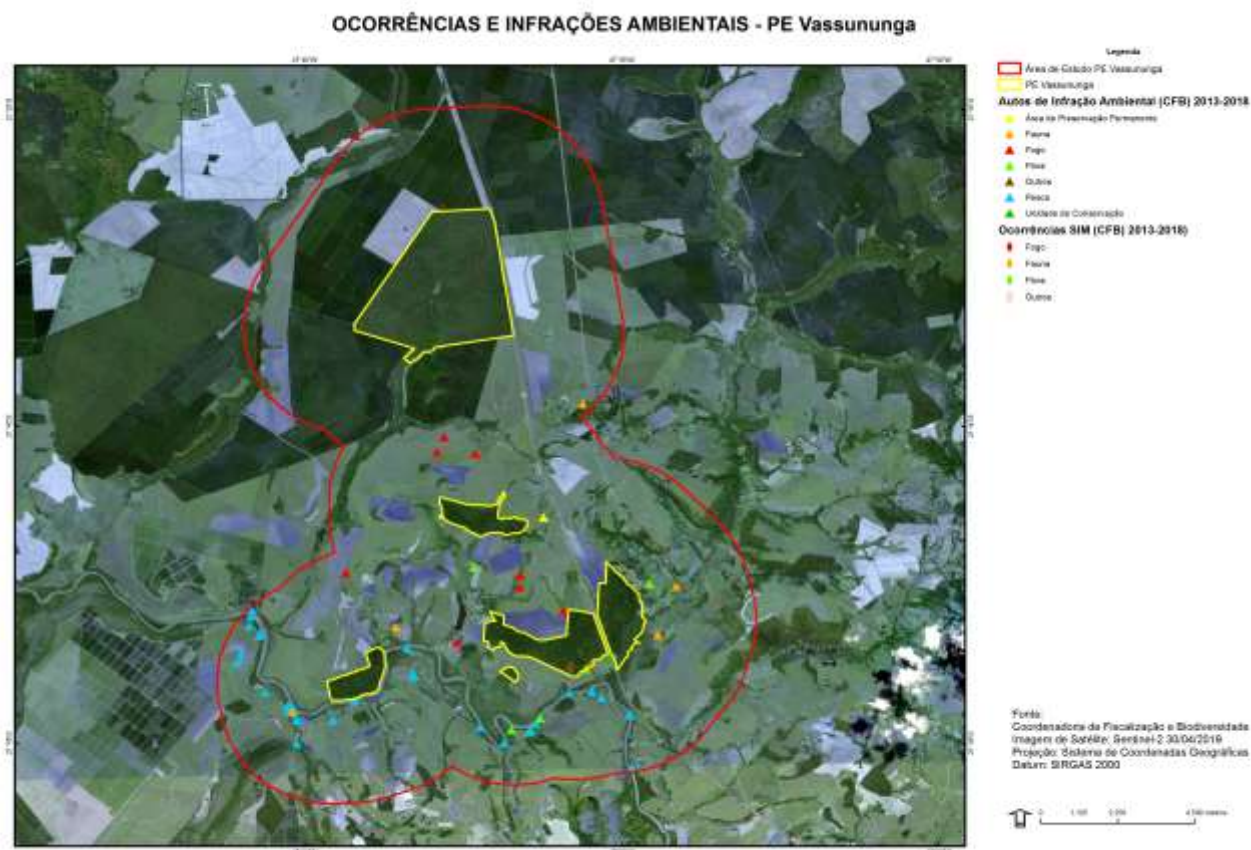 OCORRÊNCIAS E INFRAÇÕES AMBIENTAIS - PE Vassununga
Legenda
Área de Estudo PE Vassununga
PE Vassununga
Autos de Infração Ambiental (CFB) 2013-2018
Área de Preservação Permanente
Fauna
Fogo
Flora
Outros
Pesca
Unidade de Conservação
Ocorrências SIM (CFB) 2013-2018)
Fogo
Fauna
Flora
Outros
Fonte:
Coordenadoria de Fiscalização e Biodiversidade
Imagem de Satélite: Sentinel-2 30/04/2019
Projeção: Sistema de Coordenadas Geográficas
Datum: SIRGAS 2000